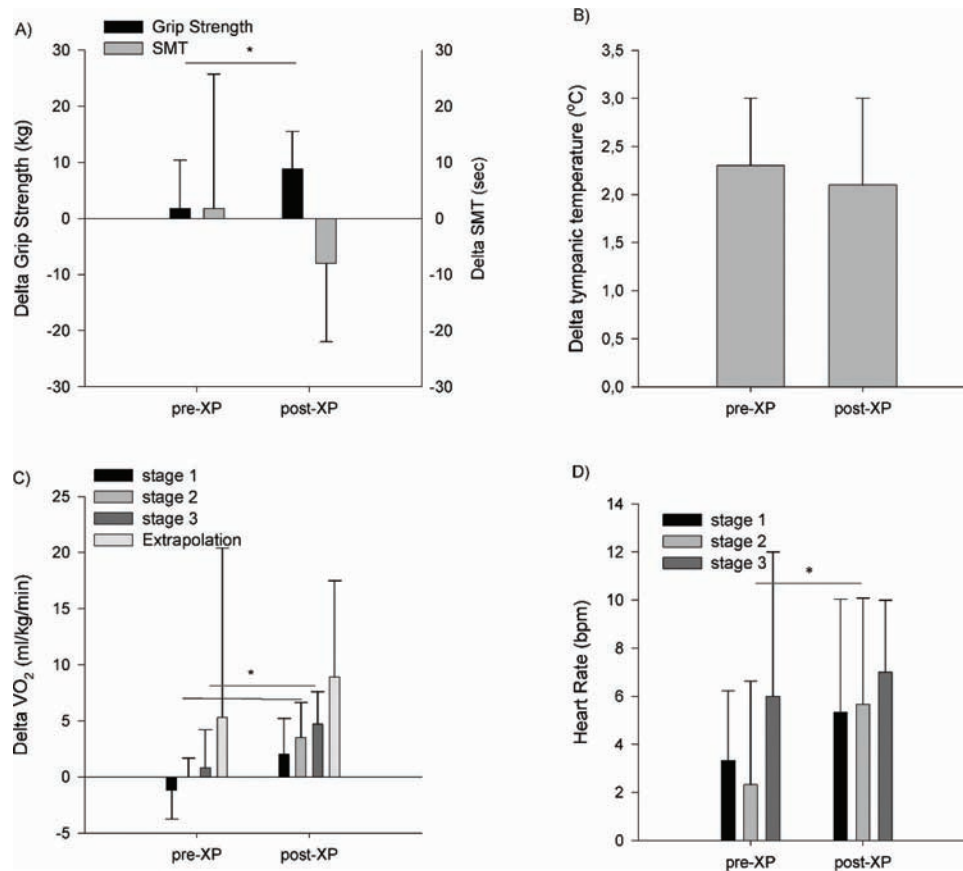 A)
Grip Strength
SMT
*
30
20
10
0
-10
-20
-30
Delta Grip Strength (kg)
30
20
10
0
-10
-20
-30
Delta SMT (sec)
pre-XP post-XP
B)
3,5
3,0
2,5
2,0
1,5
1,0
0,5
0,0
Delta tympanic temperature (⁰C)
pre-XP post-XP
C)
stage 1
stage 2
stage 3
Extrapolation
*
25
20
15
10
5
0
-5
Delta VO₂ (ml/kg/min)
pre-XP post-XP
D)
stage 1
stage 2
stage 3
*
14
12
10
8
6
4
2
0
Heart Rate (bpm)
pre-XP post-XP